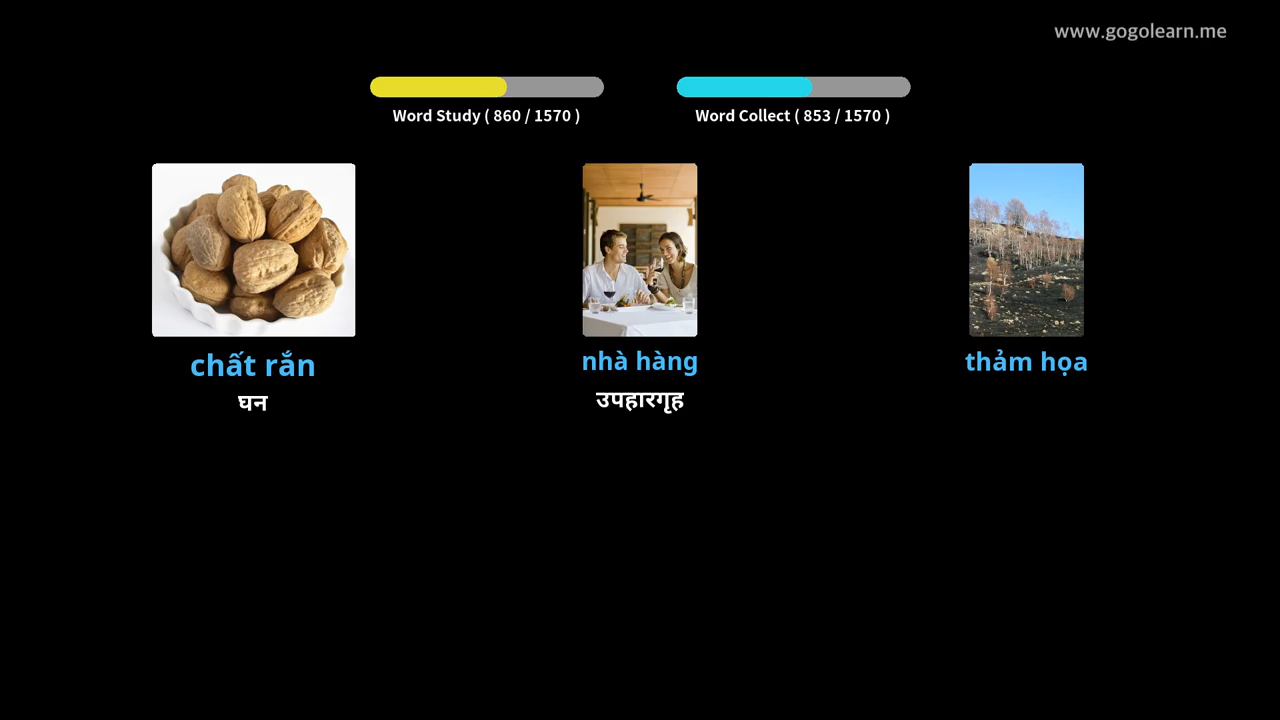 www.gogolearn.me
Word Study ( 860 / 1570 )
Word Collect ( 853 / 1570 )
chất rắn
घन
nhà hàng
उपहारगृह
thảm họa